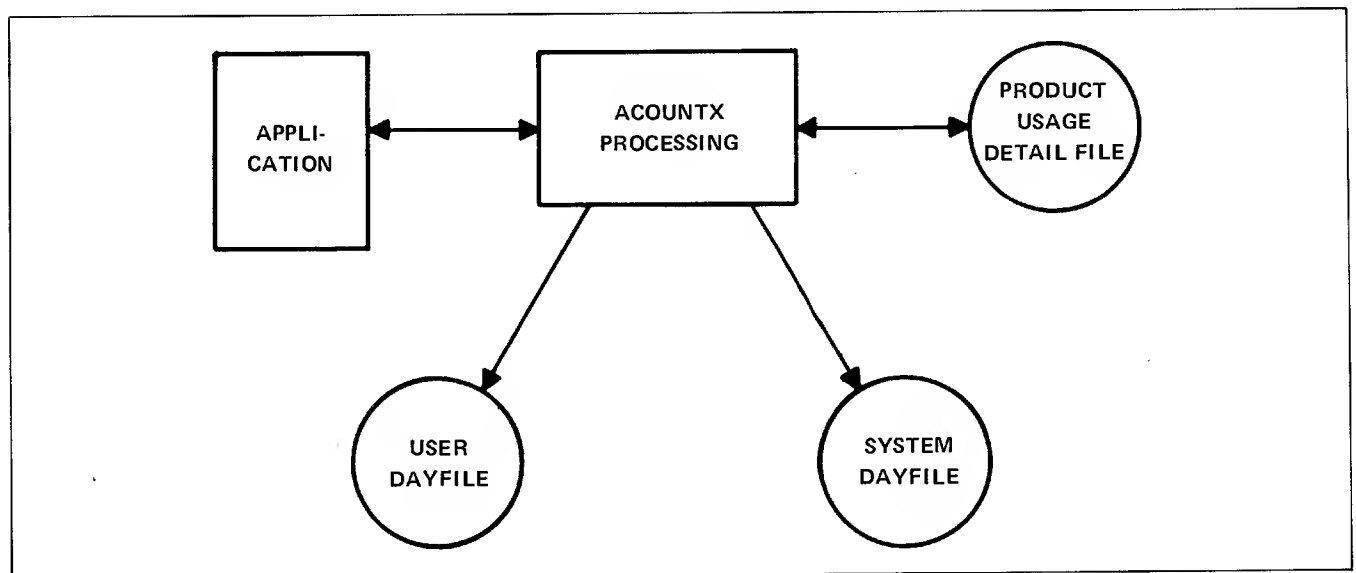 APPLI-
CATION
ACOUNTX
PROCESSING
PRODUCT
USAGE
DETAIL FILE
USER
DAYFILE
SYSTEM
DAYFILE